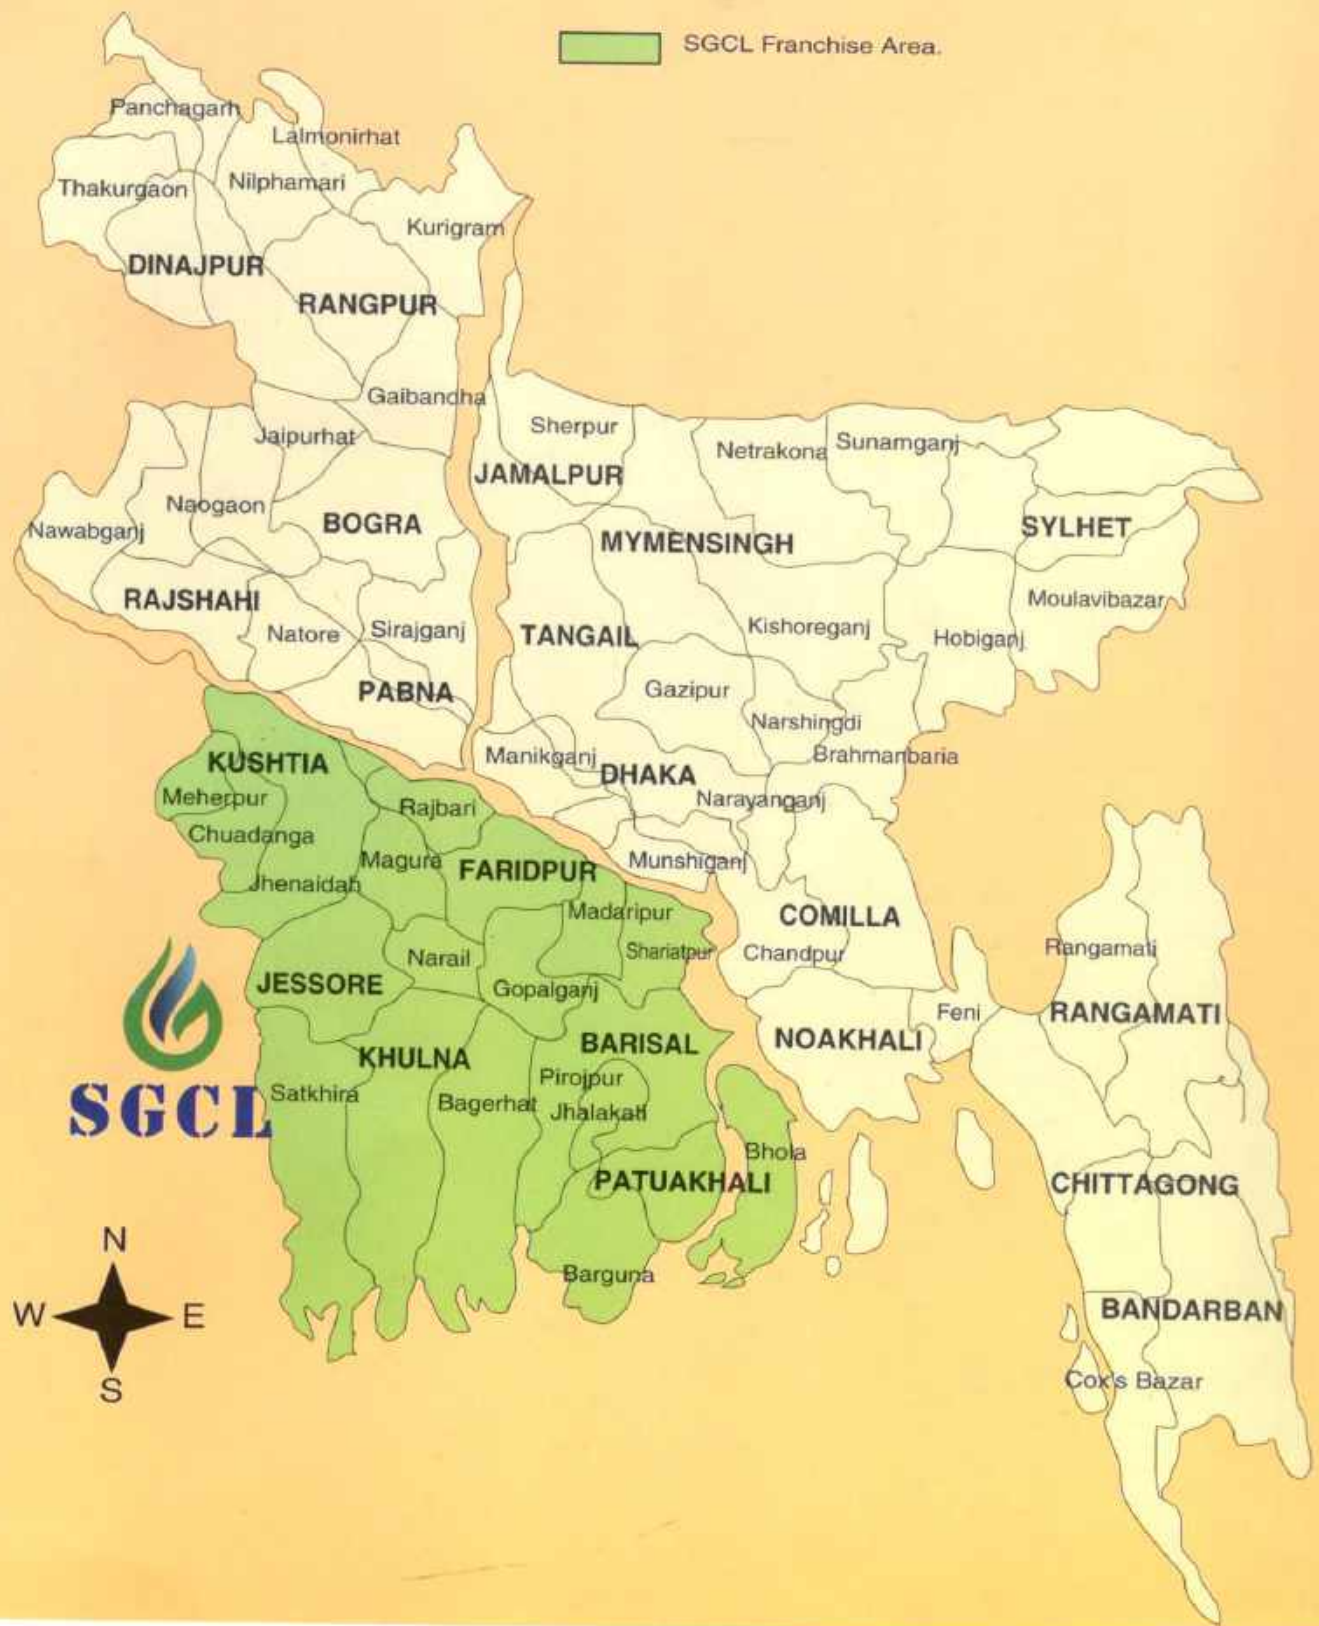 SGCL Franchise Area.
Panchagarh
Lalmonirhat
Thakurgaon
Nilphamari
Kurigram
DINAJPUR
RANGPUR
Gaibandha
Jaipurhat
Sherpur
Netrakona
Sunamganj
JAMALPUR
Naogaon
BOGRA
Nawabganj
SYLHET
MYMENSINGH
RAJSHAHI
Moulavibazar
Natore
Sirajganj
TANGAIL
Kishoreganj
Hobiganj
PABNA
Gazipur
Narshingdi
KUSHTIA
Manikganj
DHAKA
Brahmanbaria
Meherpur
Rajbari
Narayanganj
Chuadanga
Magura
FARIDPUR
Munshiganj
Jhenaidah
Madaripur
COMILLA
Narail
Shariatpur
Chandpur
Rangamati
JESSORE
Gopalganj
Feni
RANGAMATI
BARISAL
NOAKHALI
KHULNA
Pirojpur
SGCL
Satkhira
Bagerhat
Jhalakati
Bhola
PATUAKHALI
CHITTAGONG
N
Barguna
W
E
BANDARBAN
S
Cox's Bazar